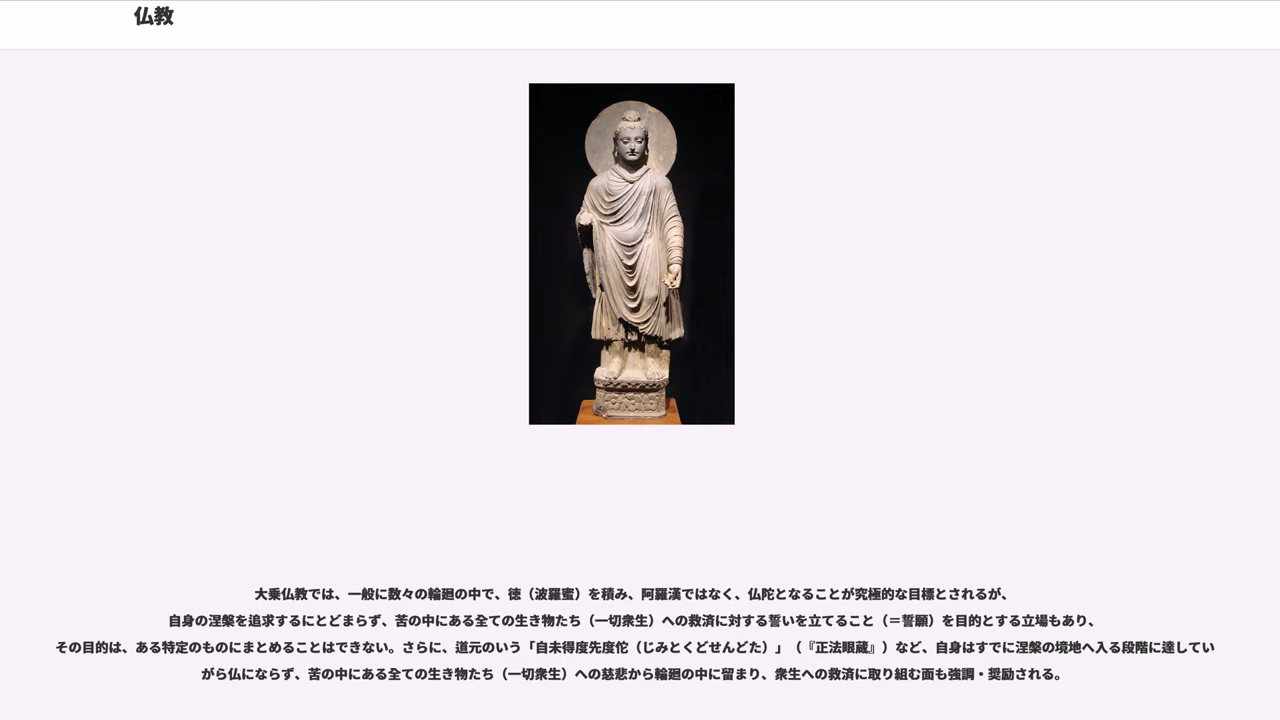 仏教
大乗仏教では、一般に数々の輪廻の中で、徳（波羅蜜）を積み、阿羅漢ではなく、仏陀となることが究極的な目標とされるが、
自身の涅槃を追求するにとどまらず、苦の中にある全ての生き物たち（一切衆生）への救済に対する誓いを立てること（＝誓願）を目的とする立場もあり、
その目的は、ある特定のものにまとめることはできない。さらに、道元のいう「自未得度先度佗（じみとくどせんどた）」（『正法眼蔵』）など、自身はすでに涅槃の境地へ入る段階に達してい
がら仏にならず、苦の中にある全ての生き物たち（一切衆生）への慈悲から輪廻の中に留まり、衆生への救済に取り組む面も強調・奨励される。